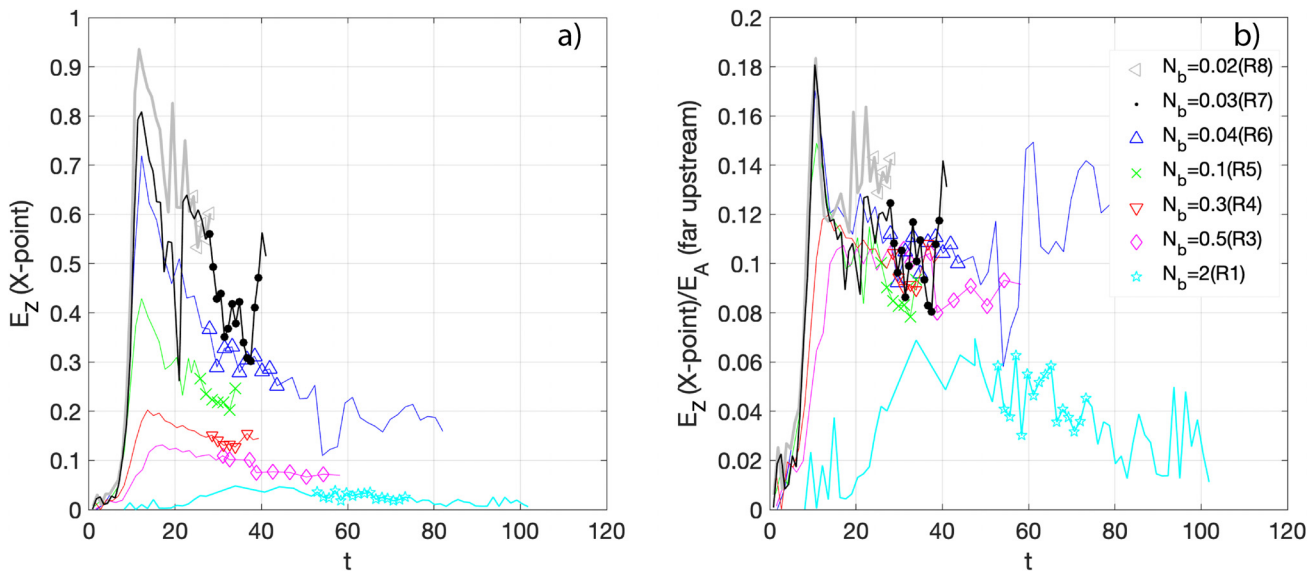 a)
E_z (X-point)
1
0.9
0.8
0.7
0.6
0.5
0.4
0.3
0.2
0.1
0
0 20 40 60 80 100 120
t
b)
E_z (X-point)/E_A (far upstream)
0.2
0.18
0.16
0.14
0.12
0.1
0.08
0.06
0.04
0.02
0
0 20 40 60 80 100 120
t
N_b=0.02(R8)
N_b=0.03(R7)
N_b=0.04(R6)
N_b=0.1(R5)
N_b=0.3(R4)
N_b=0.5(R3)
N_b=2(R1)